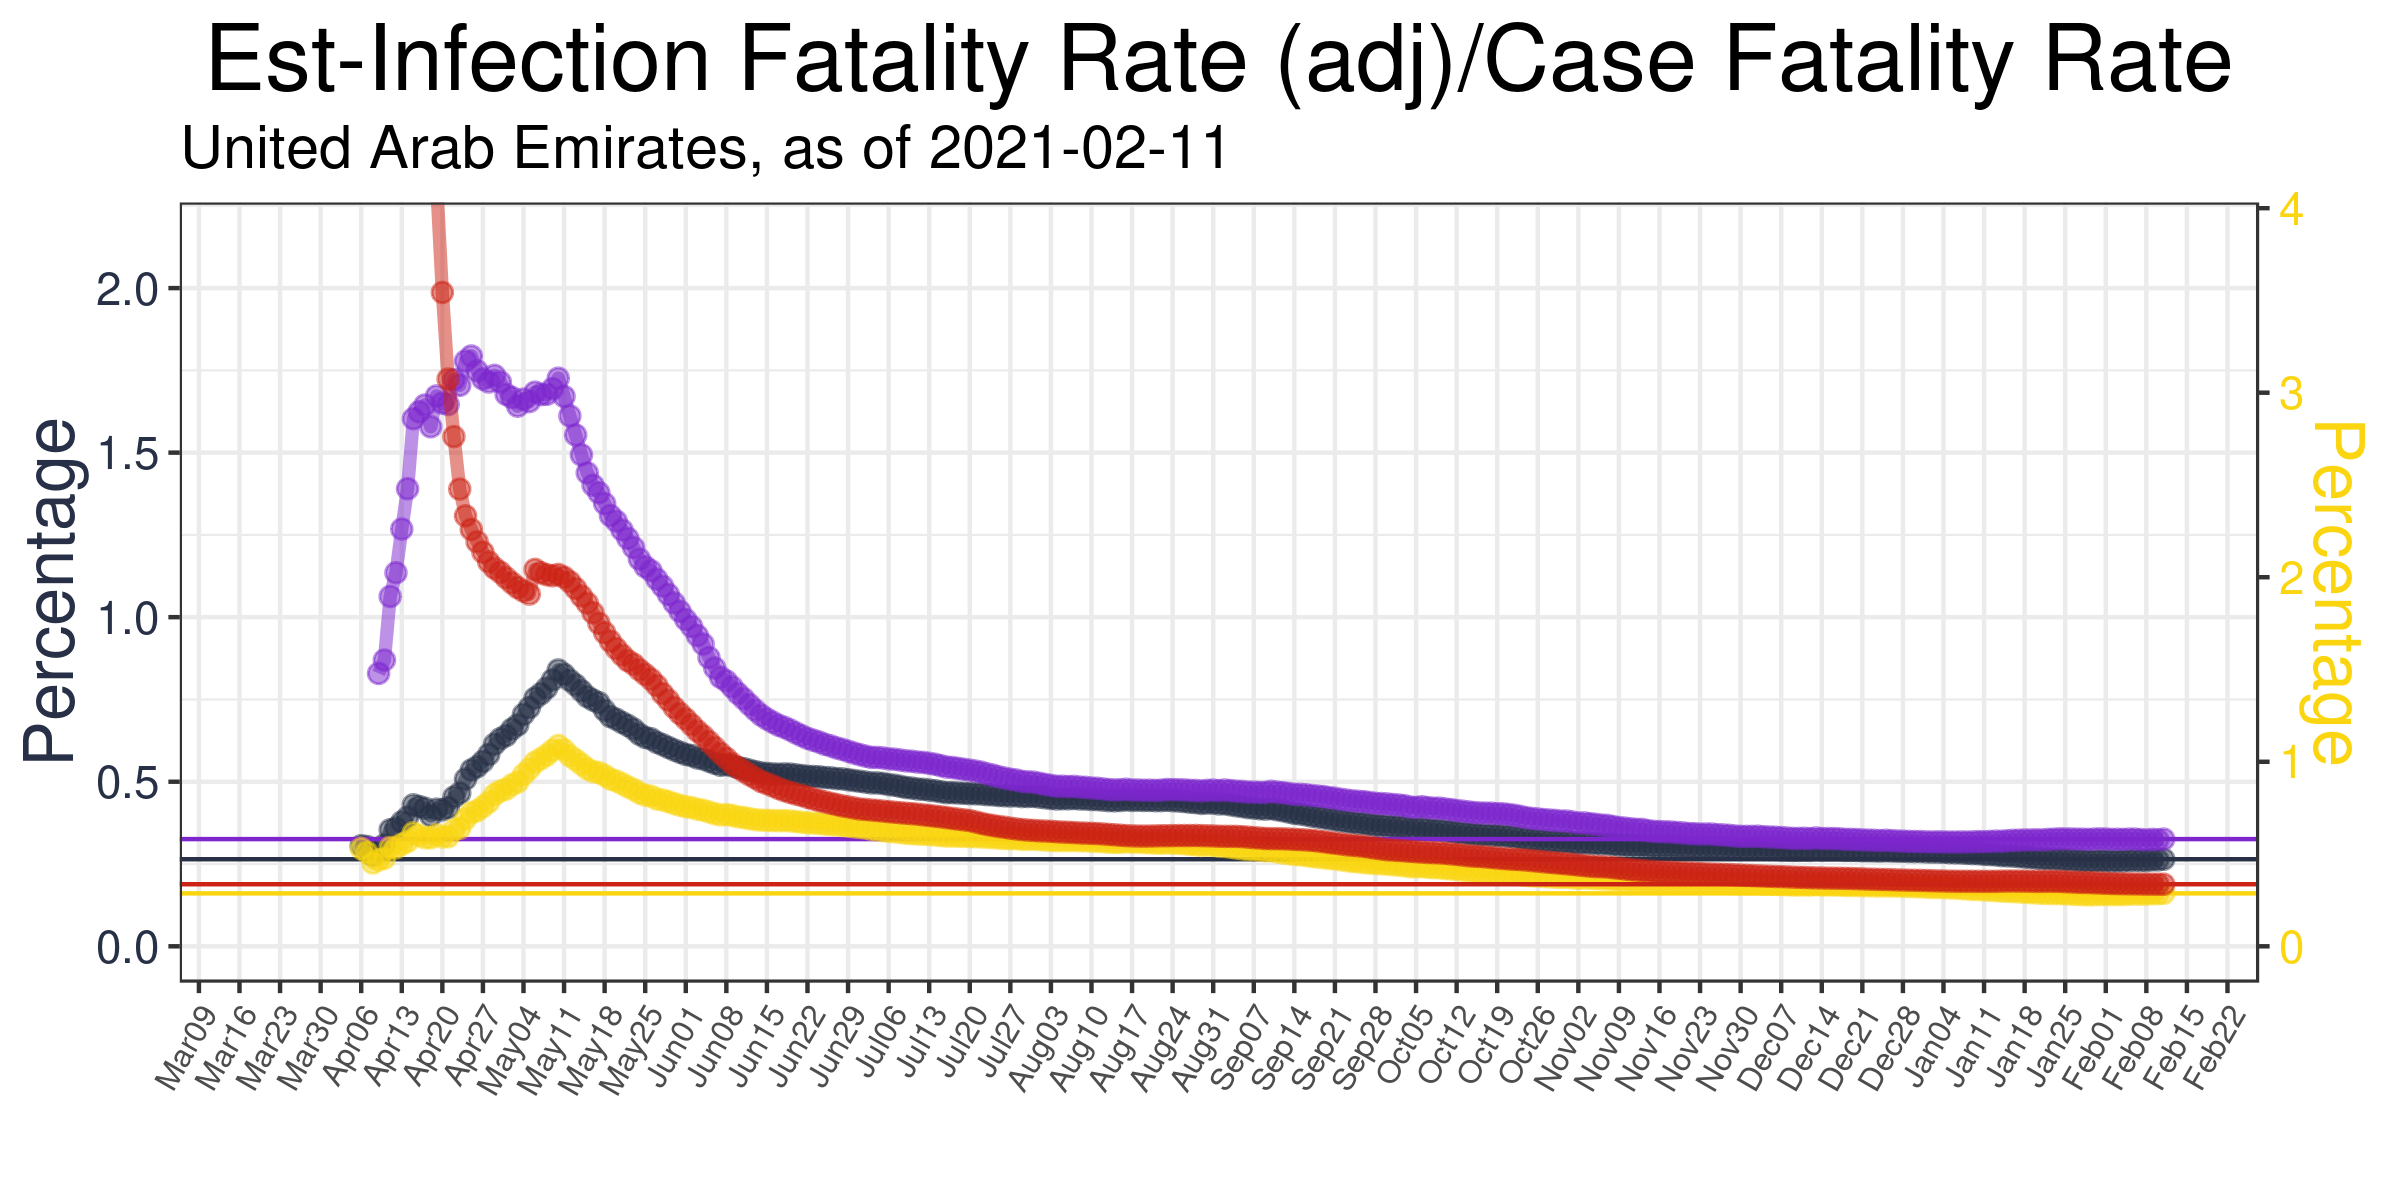 Est-Infection Fatality Rate (adj)/Case Fatality Rate
United Arab Emirates, as of 2021-02-11
Percentage
2.0
1.5
1.0
0.5
0.0
4
3
2
1
0
Percentage
Mar09 Mar16 Mar23 Mar30 Apr06 Apr13 Apr20 Apr27 May04 May11 May18 May25 Jun01 Jun08 Jun15 Jun22 Jun29 Jul06 Jul13 Jul20 Jul27 Aug03 Aug10 Aug17 Aug24 Aug31 Sep07 Sep14 Sep21 Sep28 Oct05 Oct12 Oct19 Oct26 Nov02 Nov09 Nov16 Nov23 Nov30 Dec07 Dec14 Dec21 Dec28 Jan04 Jan11 Jan18 Jan25 Feb01 Feb08 Feb15 Feb22